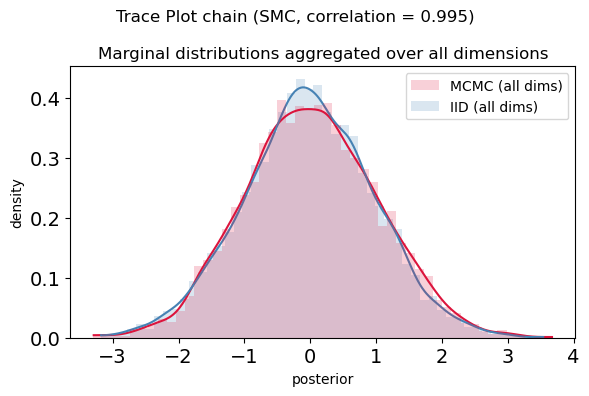 Trace Plot chain (SMC, correlation = 0.995)
Marginal distributions aggregated over all dimensions
MCMC (all dims)
IID (all dims)
density
0.4
0.3
0.2
0.1
0.0
−3 −2 −1 0 1 2 3 4
posterior